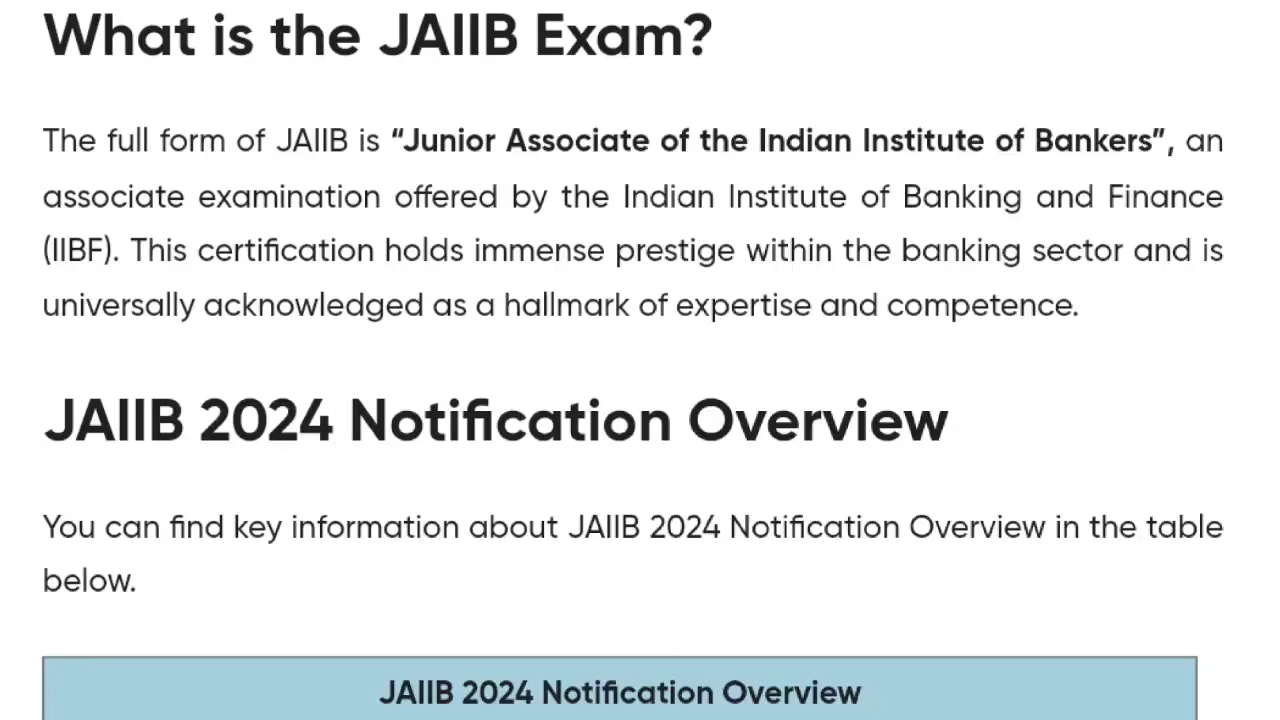 What is the JAIIB Exam?
The full form of JAIIB is “Junior Associate of the Indian Institute of Bankers”, an
associate examination offered by the Indian Institute of Banking and Finance
(IIBF). This certification holds immense prestige within the banking sector and is
universally acknowledged as a hallmark of expertise and competence.
JAIIB 2024 Notification Overview
You can find key information about JAIIB 2024 Notification Overview in the table
below.
JAIIB 2024 Notification Overview